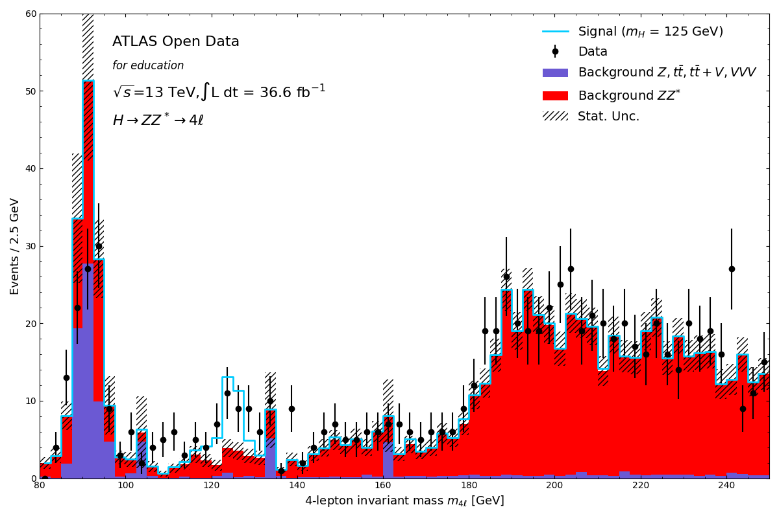 ATLAS Open Data
for education
√s=13 TeV,∫L dt = 36.6 fb⁻¹
H → ZZ* → 4ℓ
Signal (m_H = 125 GeV)
Data
Background Z, tt̄, tt̄ + V, VVV
Background ZZ*
Stat. Unc.
Events / 2.5 GeV
60
50
40
30
20
10
0
80 100 120 140 160 180 200 220 240
4-lepton invariant mass m_4ℓ [GeV]